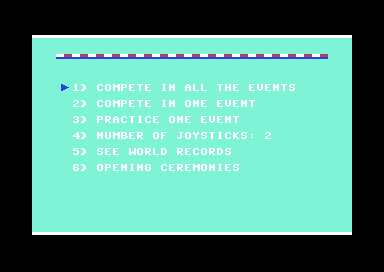 1) COMPETE IN ALL THE EVENTS
2) COMPETE IN ONE EVENT
3) PRACTICE ONE EVENT
4) NUMBER OF JOYSTICKS: 2
5) SEE WORLD RECORDS
6) OPENING CEREMONIES